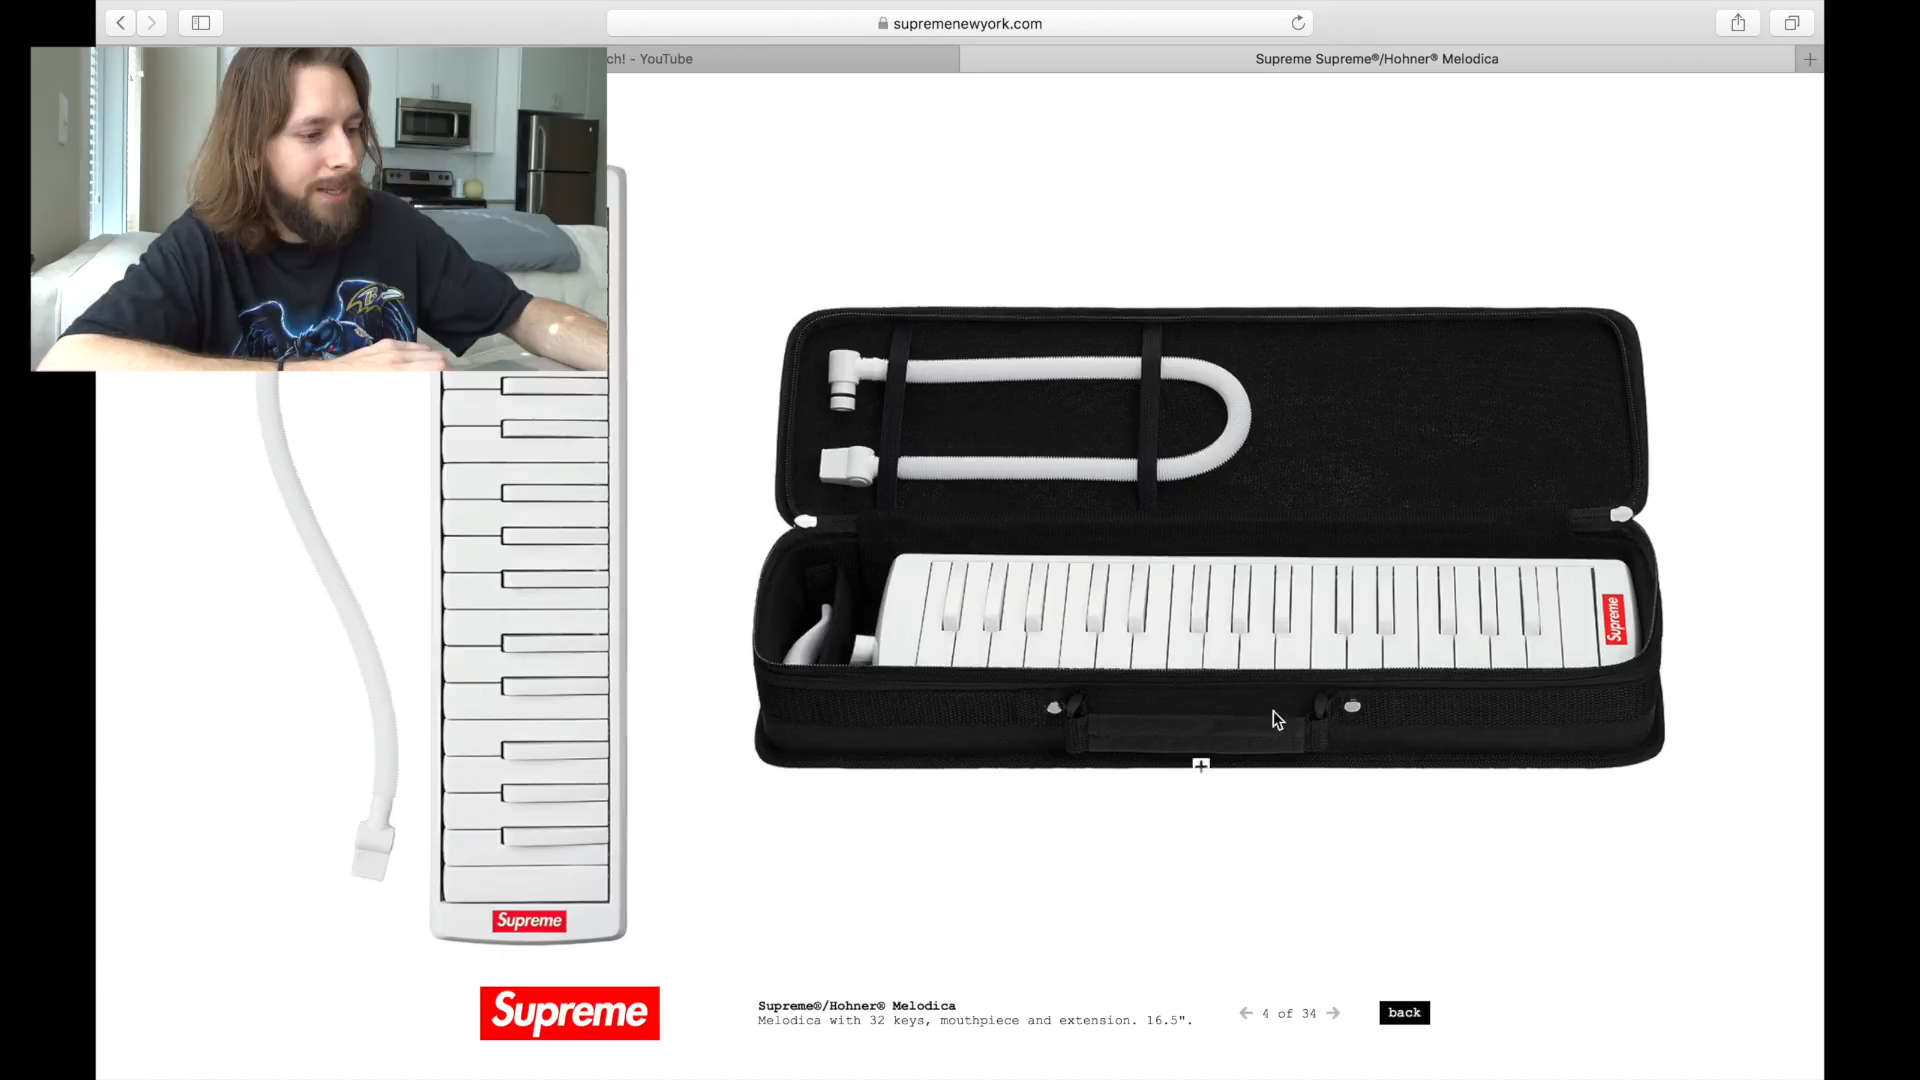 supremenewyork.com
ch! - YouTube
Supreme Supreme®/Hohner® Melodica
Supreme
Supreme
Supreme
Supreme®/Hohner® Melodica
Melodica with 32 keys, mouthpiece and extension. 16.5".
4 of 34
back